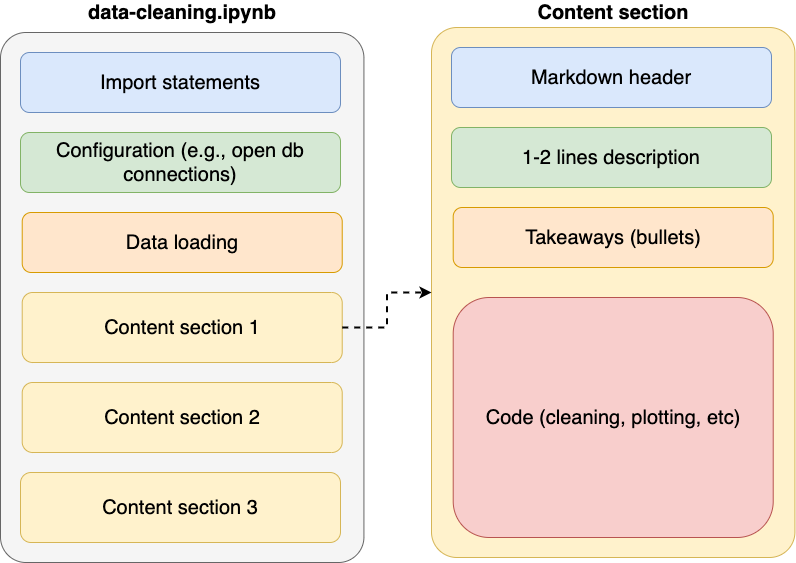 data-cleaning.ipynb
Import statements
Configuration (e.g., open db
connections)
Data loading
Content section 1
Content section 2
Content section 3
Content section
Markdown header
1-2 lines description
Takeaways (bullets)
Code (cleaning, plotting, etc)